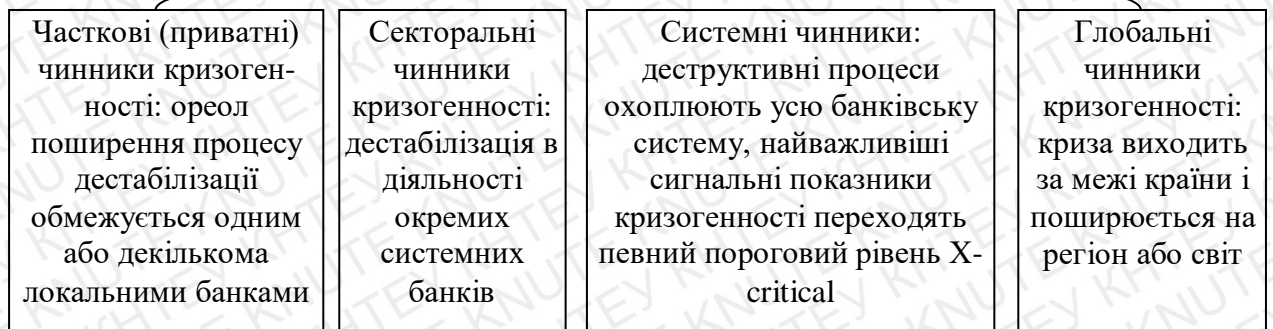 Часткові (приватні)
чинники кризоген-
ності: ореол
поширення процесу
дестабілізації
обмежується одним
або декількома
локальними банками
Секторальні
чинники
кризогенності:
дестабілізація в
діяльності
окремих
системних
банків
Системні чинники:
деструктивні процеси
охоплюють усю банківську
систему, найважливіші
сигнальні показники
кризогенності переходять
певний пороговий рівень X-
critical
Глобальні
чинники
кризогенності:
криза виходить
за межі країни і
поширюється на
регіон або світ